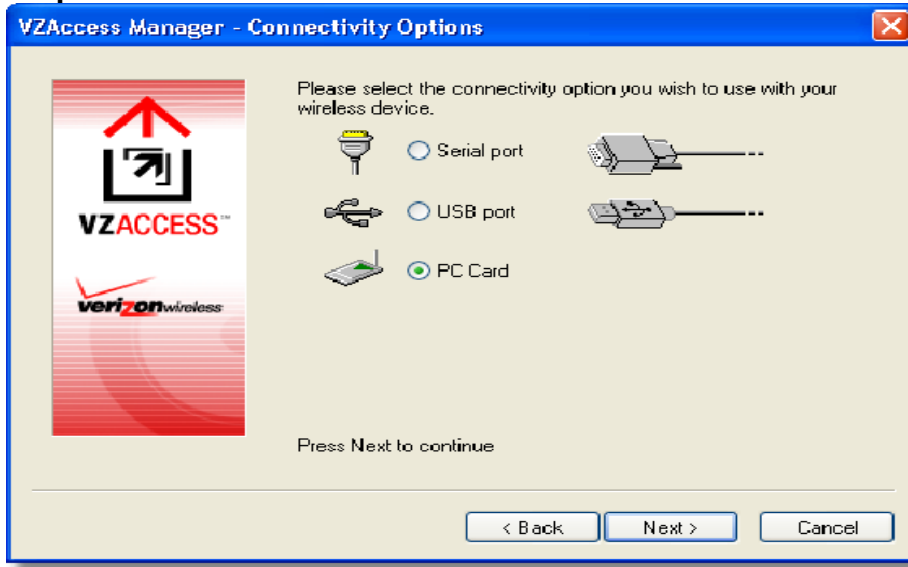 VZAccess Manager - Connectivity Options
Please select the connectivity option you wish to use with your
wireless device.
Serial port
USB port
PC Card
VZACCESS™
verizonwireless
Press Next to continue
< Back
Next >
Cancel